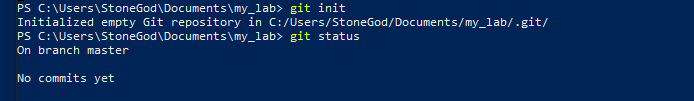 PS C:\Users\StoneGod\Documents\my_lab> git init
Initialized empty Git repository in C:/Users/StoneGod/Documents/my_lab/.git/
PS C:\Users\StoneGod\Documents\my_lab> git status
On branch master
No commits yet